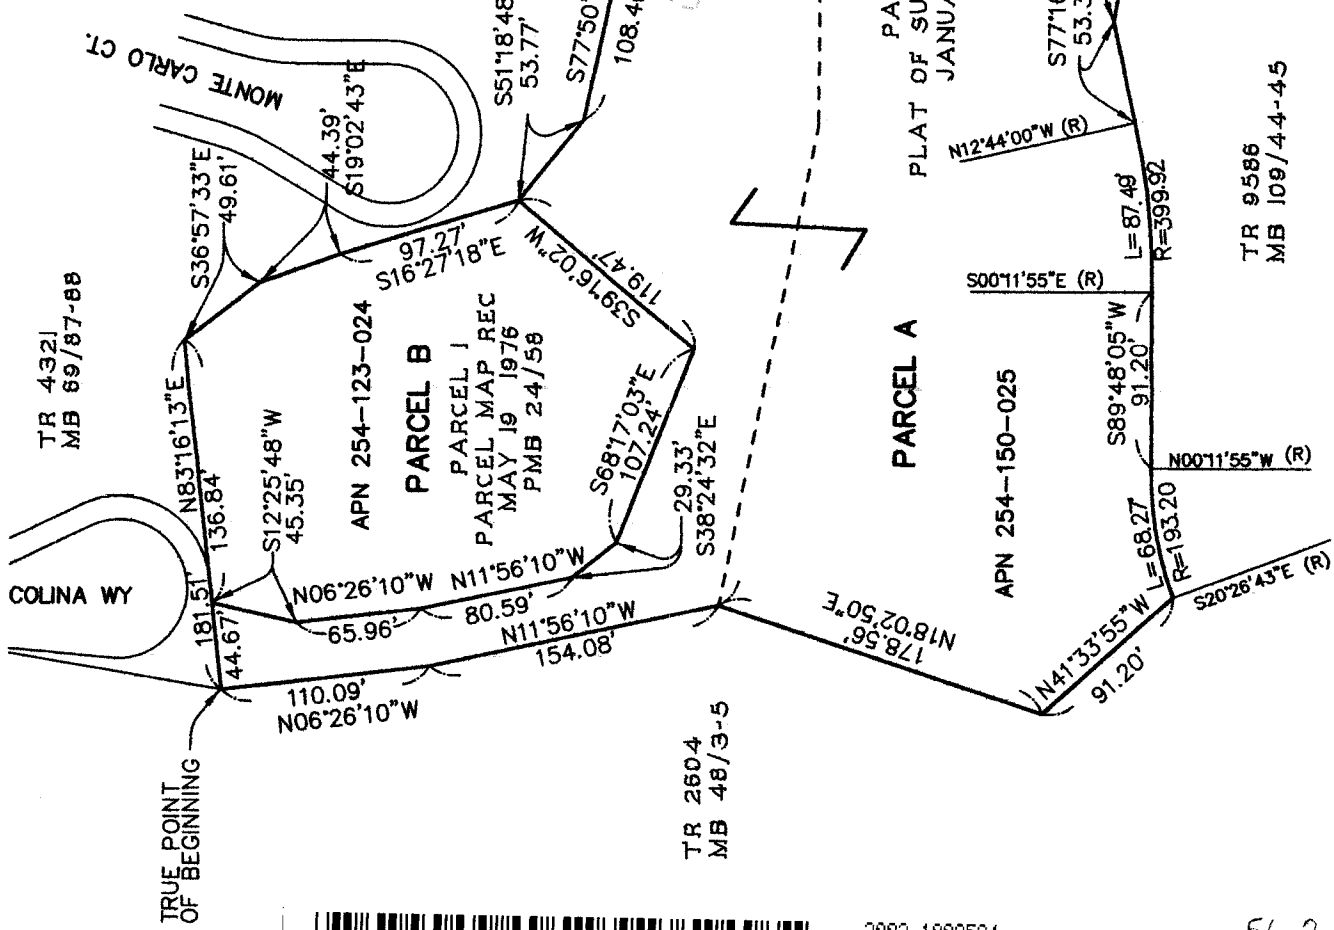 MONTE CARLO CT.
S36°57'33"E
49.61'
44.39'
S19°02'43"E
S51°18'48
53.77'
S77°50'
108.4
PA
PLAT OF SU
JANU
S77°16
53.3
N12°44'00"W (R)
TR 4321
MB 69/87-88
97.27'
S16°27'18"E
S39°16'02"W
119.47'
L=87.49'
R=399.92
TR 9586
MB 109/44-45
S00°11'55"E (R)
N83°16'13"E
136.84'
181.51'
44.67'
S12°25'48"W
45.35'
APN 254-123-024
PARCEL B
PARCEL 1
PARCEL MAP REC
MAY 19 1976
PMB 24/58
S68°17'03"E
107.24'
29.33'
S38°24'32"E
PARCEL A
APN 254-150-025
S89°48'05"W
91.20'
N00°11'55"W (R)
COLINA WY
N06°26'10"W
65.96'
N11°56'10"W
80.59'
N11°56'10"W
154.08'
110.09'
N06°26'10"W
N18°02'50"E
178.56'
L=68.27'
R=193.20
S20°26'43"E (R)
N41°33'55"W
91.20'
TRUE POINT
OF BEGINNING
TR 2604
MB 48/3-5